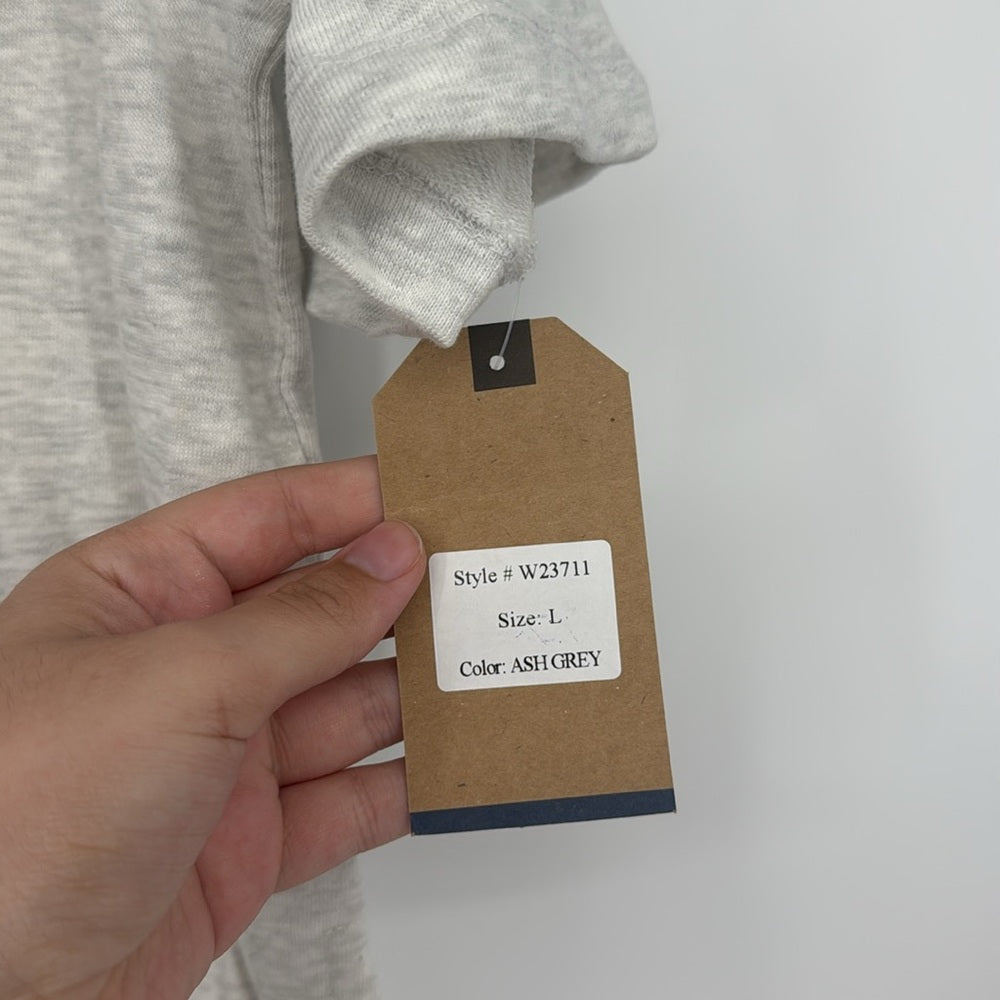 Style # W23711
Size: L
Color: ASH GREY